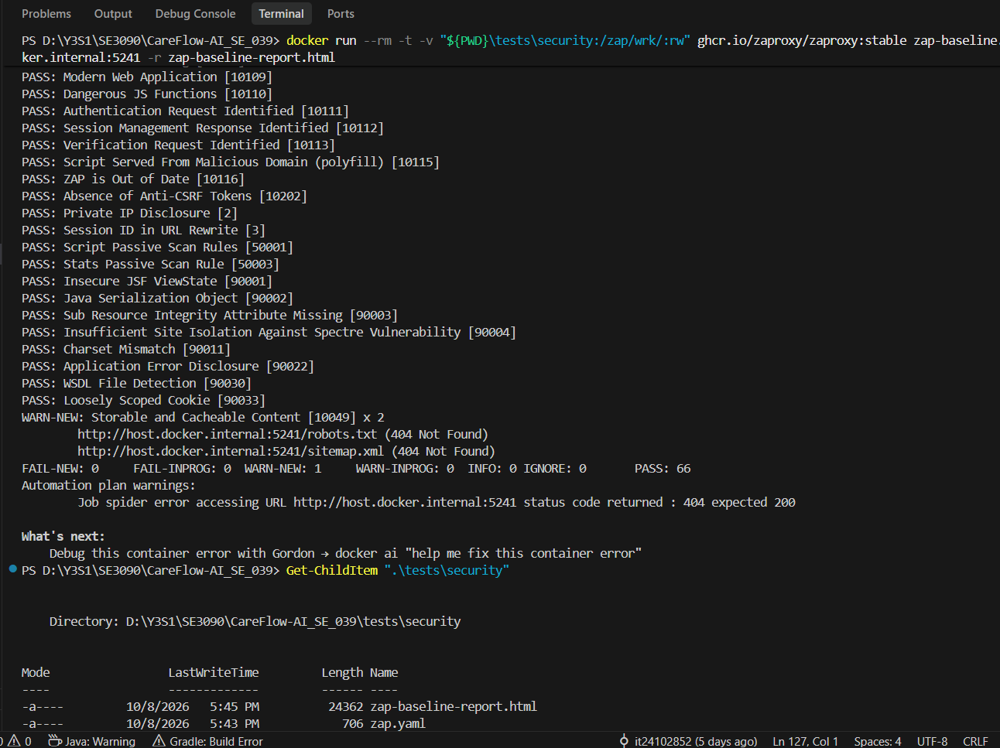 Problems Output Debug Console Terminal Ports
PS D:\Y3S1\SE3090\CareFlow-AI_SE_039> docker run --rm -t -v "${PWD}\tests\security:/zap/wrk/:rw" ghcr.io/zaproxy/zaproxy:stable zap-baseline.
ker.internal:5241 -r zap-baseline-report.html
PASS: Modern Web Application [10109]
PASS: Dangerous JS Functions [10110]
PASS: Authentication Request Identified [10111]
PASS: Session Management Response Identified [10112]
PASS: Verification Request Identified [10113]
PASS: Script Served From Malicious Domain (polyfill) [10115]
PASS: ZAP is Out of Date [10116]
PASS: Absence of Anti-CSRF Tokens [10202]
PASS: Private IP Disclosure [2]
PASS: Session ID in URL Rewrite [3]
PASS: Script Passive Scan Rules [50001]
PASS: Stats Passive Scan Rule [50003]
PASS: Insecure JSF ViewState [90001]
PASS: Java Serialization Object [90002]
PASS: Sub Resource Integrity Attribute Missing [90003]
PASS: Insufficient Site Isolation Against Spectre Vulnerability [90004]
PASS: Charset Mismatch [90011]
PASS: Application Error Disclosure [90022]
PASS: WSDL File Detection [90030]
PASS: Loosely Scoped Cookie [90033]
WARN-NEW: Storable and Cacheable Content [10049] x 2
http://host.docker.internal:5241/robots.txt (404 Not Found)
http://host.docker.internal:5241/sitemap.xml (404 Not Found)
FAIL-NEW: 0 FAIL-INPROG: 0 WARN-NEW: 1 WARN-INPROG: 0 INFO: 0 IGNORE: 0 PASS: 66
Automation plan warnings:
Job spider error accessing URL http://host.docker.internal:5241 status code returned : 404 expected 200
What's next:
Debug this container error with Gordon → docker ai "help me fix this container error"
PS D:\Y3S1\SE3090\CareFlow-AI_SE_039> Get-ChildItem ".\tests\security"
Directory: D:\Y3S1\SE3090\CareFlow-AI_SE_039\tests\security
Mode LastWriteTime Length Name
---- ------------- ------ ----
-a---- 10/8/2026 5:45 PM 24362 zap-baseline-report.html
-a---- 10/8/2026 5:43 PM 706 zap.yaml
0 Java: Warning Gradle: Build Error it24102852 (5 days ago) Ln 127, Col 1 Spaces: 4 UTF-8 CRLF